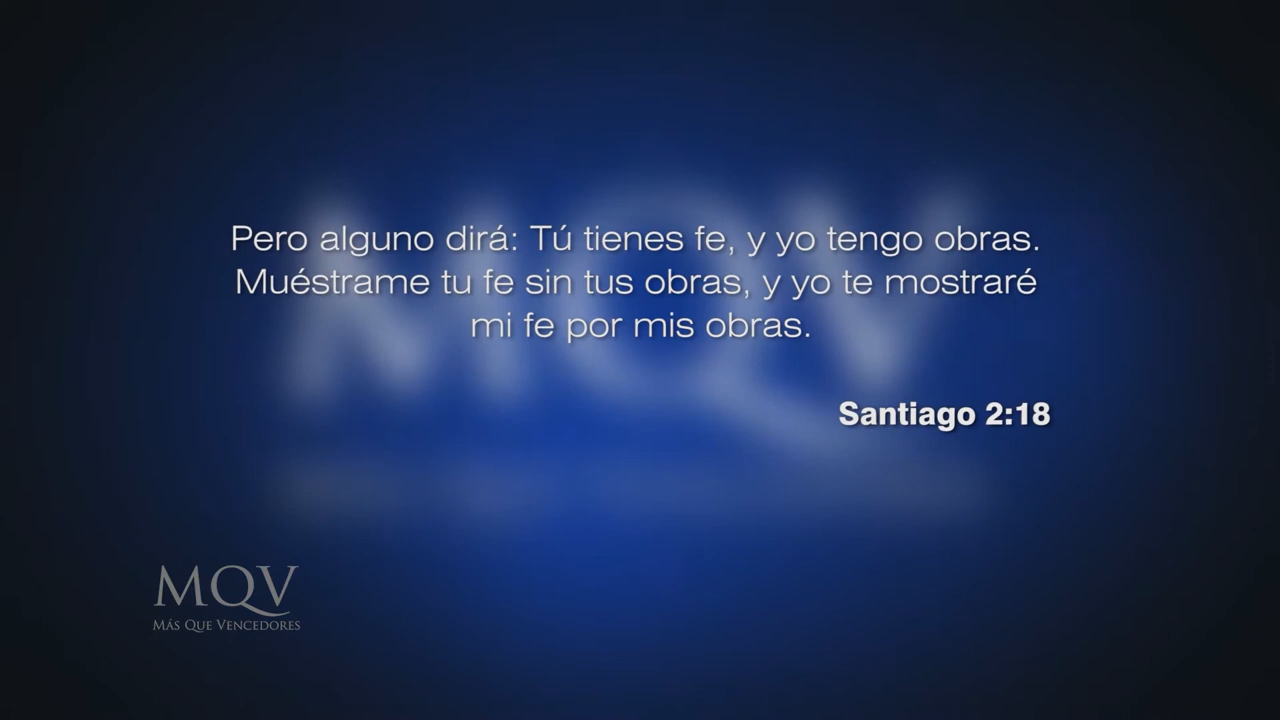 Pero alguno dirá: Tú tienes fe, y yo tengo obras.
Muéstrame tu fe sin tus obras, y yo te mostraré
mi fe por mis obras.
Santiago 2:18
MQV
MÁS QUE VENCEDORES